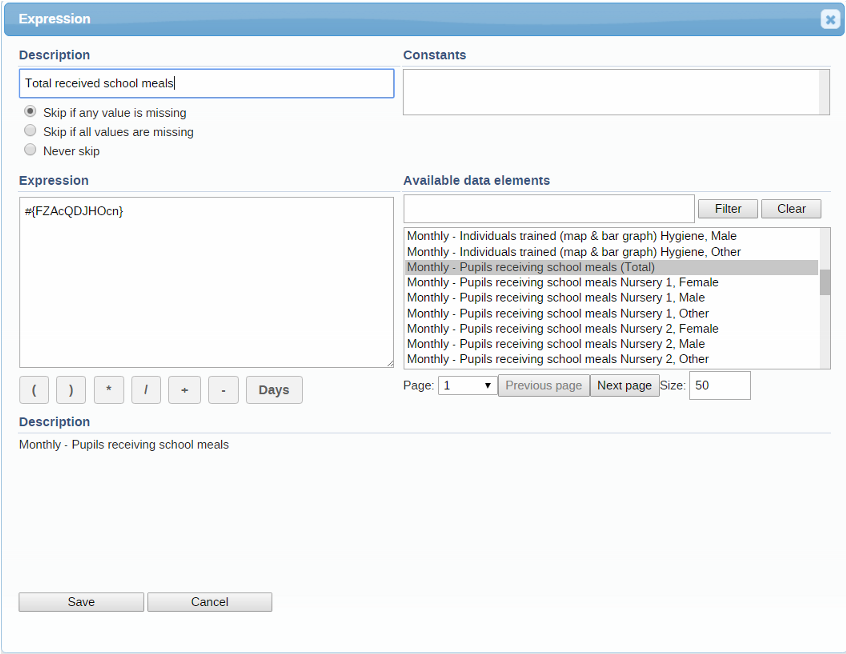 Expression
Description
Total received school meals
Skip if any value is missing
Skip if all values are missing
Never skip
Constants
Expression
#{FZAcQDJHOcn}
( ) * / + - Days
Available data elements
Filter Clear
Monthly - Individuals trained (map & bar graph) Hygiene, Male
Monthly - Individuals trained (map & bar graph) Hygiene, Other
Monthly - Pupils receiving school meals (Total)
Monthly - Pupils receiving school meals Nursery 1, Female
Monthly - Pupils receiving school meals Nursery 1, Male
Monthly - Pupils receiving school meals Nursery 1, Other
Monthly - Pupils receiving school meals Nursery 2, Female
Monthly - Pupils receiving school meals Nursery 2, Male
Monthly - Pupils receiving school meals Nursery 2, Other
Page: 1 Previous page Next page Size: 50
Description
Monthly - Pupils receiving school meals
Save Cancel